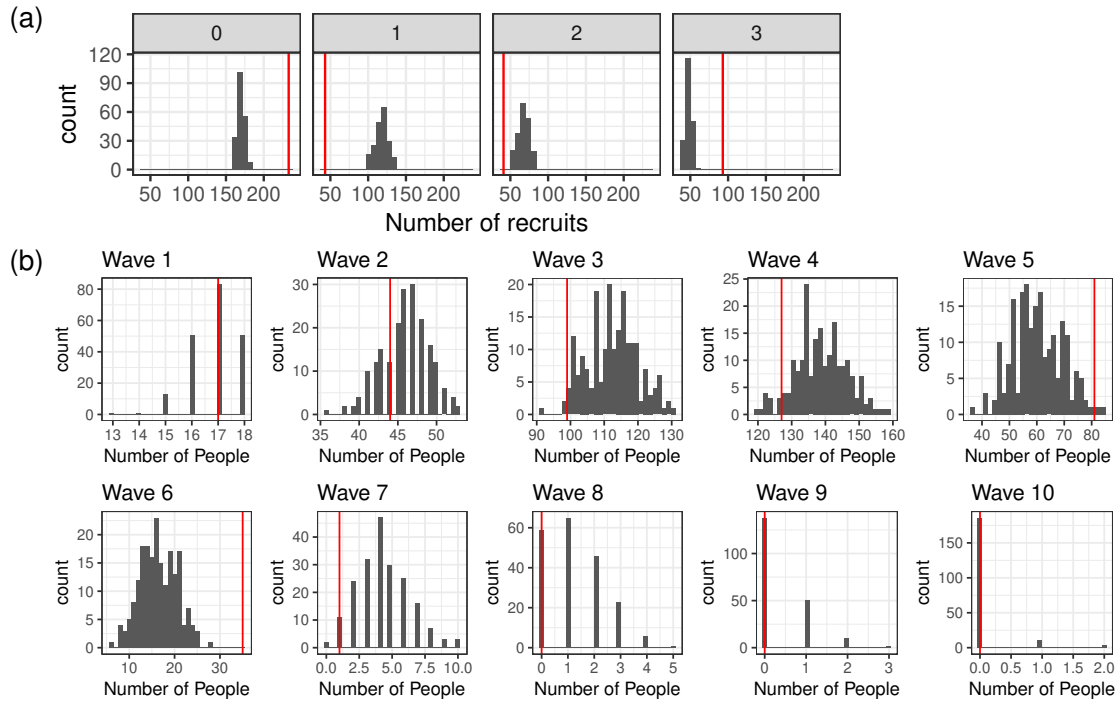 (a)
0 1 2 3
count
120
90
60
30
0
50 100 150 200 50 100 150 200 50 100 150 200 50 100 150 200
Number of recruits
(b)
Wave 1 Wave 2 Wave 3 Wave 4 Wave 5
count
80
60
40
20
0
13 14 15 16 17 18
Number of People
count
30
20
10
0
35 40 45 50
Number of People
count
20
15
10
5
0
90 100 110 120 130
Number of People
count
25
20
15
10
5
0
120 130 140 150 160
Number of People
count
15
10
5
0
40 50 60 70 80
Number of People
Wave 6 Wave 7 Wave 8 Wave 9 Wave 10
count
20
15
10
5
0
10 20 30
Number of People
count
40
30
20
10
0
0.0 2.5 5.0 7.5 10.0
Number of People
count
60
40
20
0
0 1 2 3 4 5
Number of People
count
100
50
0
0 1 2 3
Number of People
count
150
100
50
0
0.0 0.5 1.0 1.5 2.0
Number of People